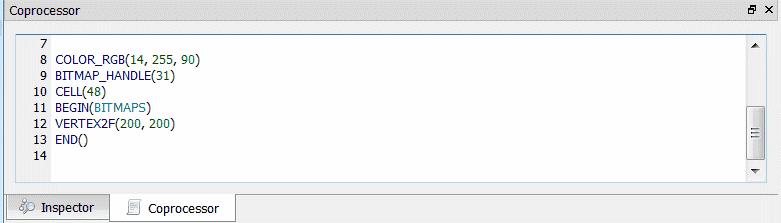 Coprocessor
7
8 COLOR_RGB(14, 255, 90)
9 BITMAP_HANDLE(31)
10 CELL(48)
11 BEGIN(BITMAPS)
12 VERTEX2F(200, 200)
13 END()
14
Inspector Coprocessor